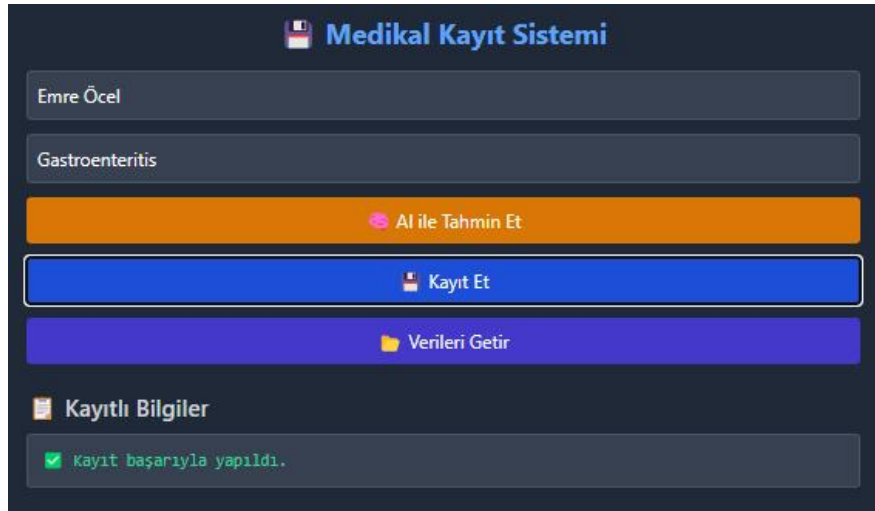 💾 Medikal Kayıt Sistemi
Emre Öcel
Gastroenteritis
🧠 AI ile Tahmin Et
💾 Kayıt Et
📂 Verileri Getir
📋 Kayıtlı Bilgiler
✅ Kayıt başarıyla yapıldı.